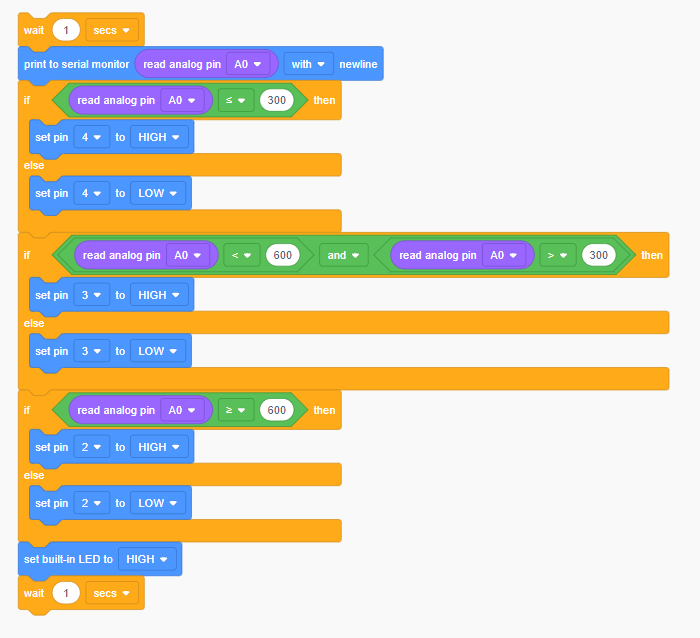 wait 1 secs
print to serial monitor read analog pin A0 with newline
if read analog pin A0 ≤ 300 then
set pin 4 to HIGH
else
set pin 4 to LOW
if read analog pin A0 < 600 and read analog pin A0 > 300 then
set pin 3 to HIGH
else
set pin 3 to LOW
if read analog pin A0 ≥ 600 then
set pin 2 to HIGH
else
set pin 2 to LOW
set built-in LED to HIGH
wait 1 secs